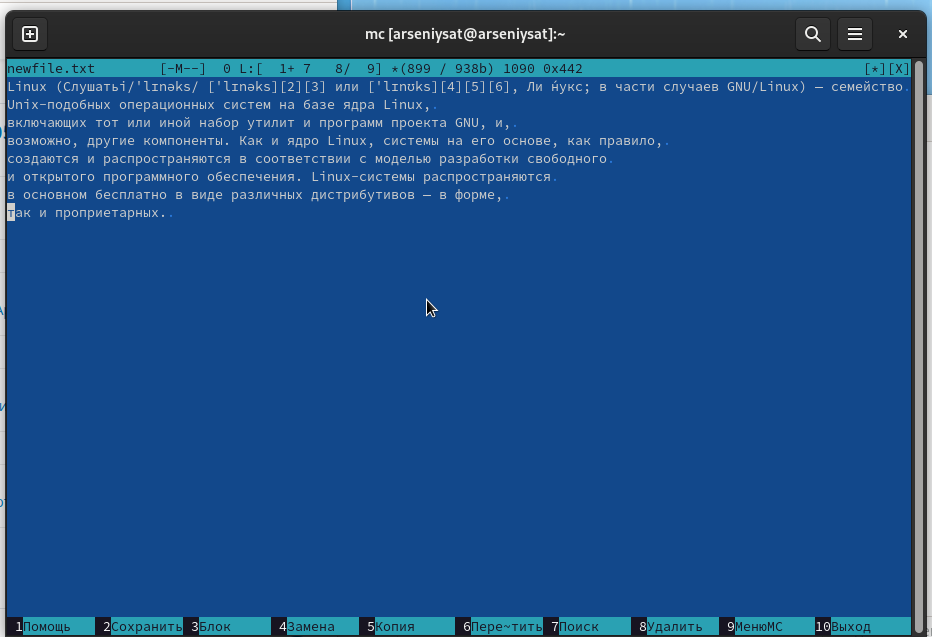 mc [arseniysat@arseniysat]:~
newfile.txt [-M--] 0 L:[ 1+ 7 8/ 9] *(899 / 938b) 1090 0x442 [*][X]
Linux (Слушатьi/ˈlɪnəks/ [ˈlɪnəks][2][3] или [ˈlɪnʊks][4][5][6], Ли ́нукс; в части случаев GNU/Linux) — семейство.
Unix-подобных операционных систем на базе ядра Linux,.
включающих тот или иной набор утилит и программ проекта GNU, и,.
возможно, другие компоненты. Как и ядро Linux, системы на его основе, как правило,.
создаются и распространяются в соответствии с моделью разработки свободного.
и открытого программного обеспечения. Linux-системы распространяются.
в основном бесплатно в виде различных дистрибутивов — в форме,.
так и проприетарных..
1Помощь 2Сохранить 3Блок 4Замена 5Копия 6Пере~тить 7Поиск 8Удалить 9МенюMC 10Выход